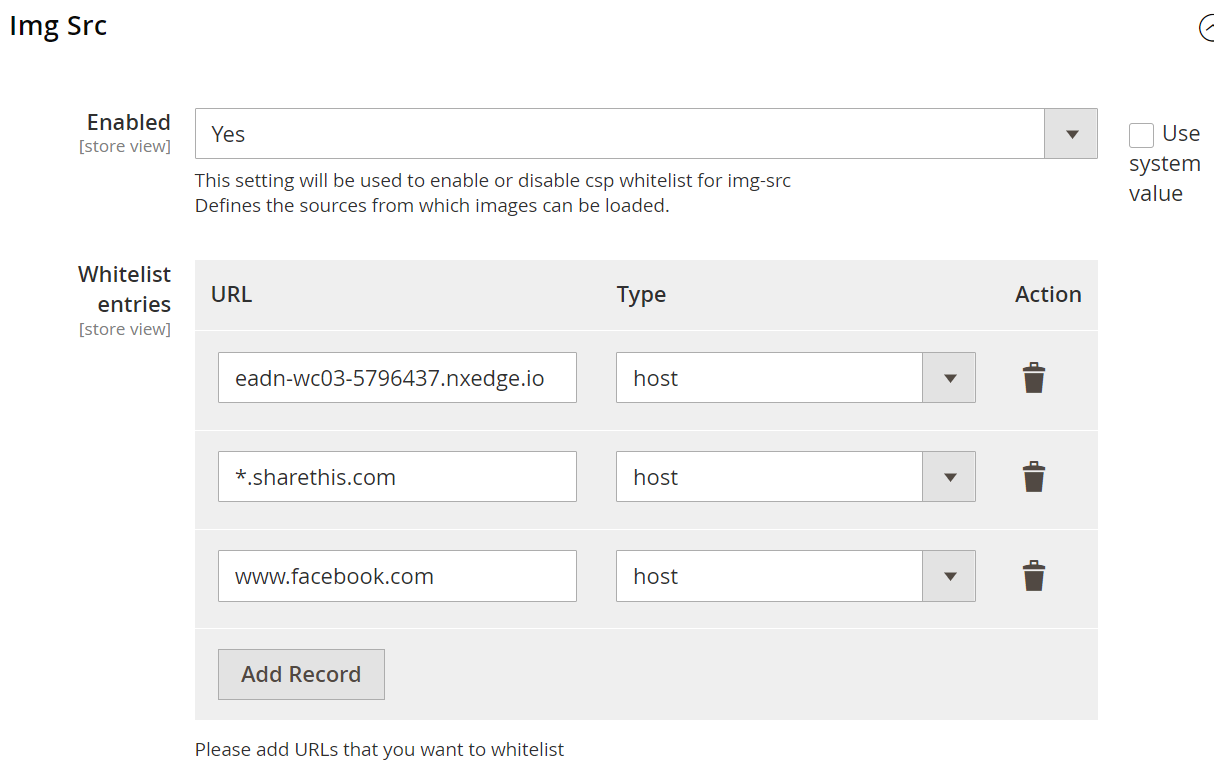 Img Src
Enabled
[store view]
Yes
Use
system
value
This setting will be used to enable or disable csp whitelist for img-src
Defines the sources from which images can be loaded.
Whitelist
entries
[store view]
URL Type Action
eadn-wc03-5796437.nxedge.io host
*.sharethis.com host
www.facebook.com host
Add Record
Please add URLs that you want to whitelist